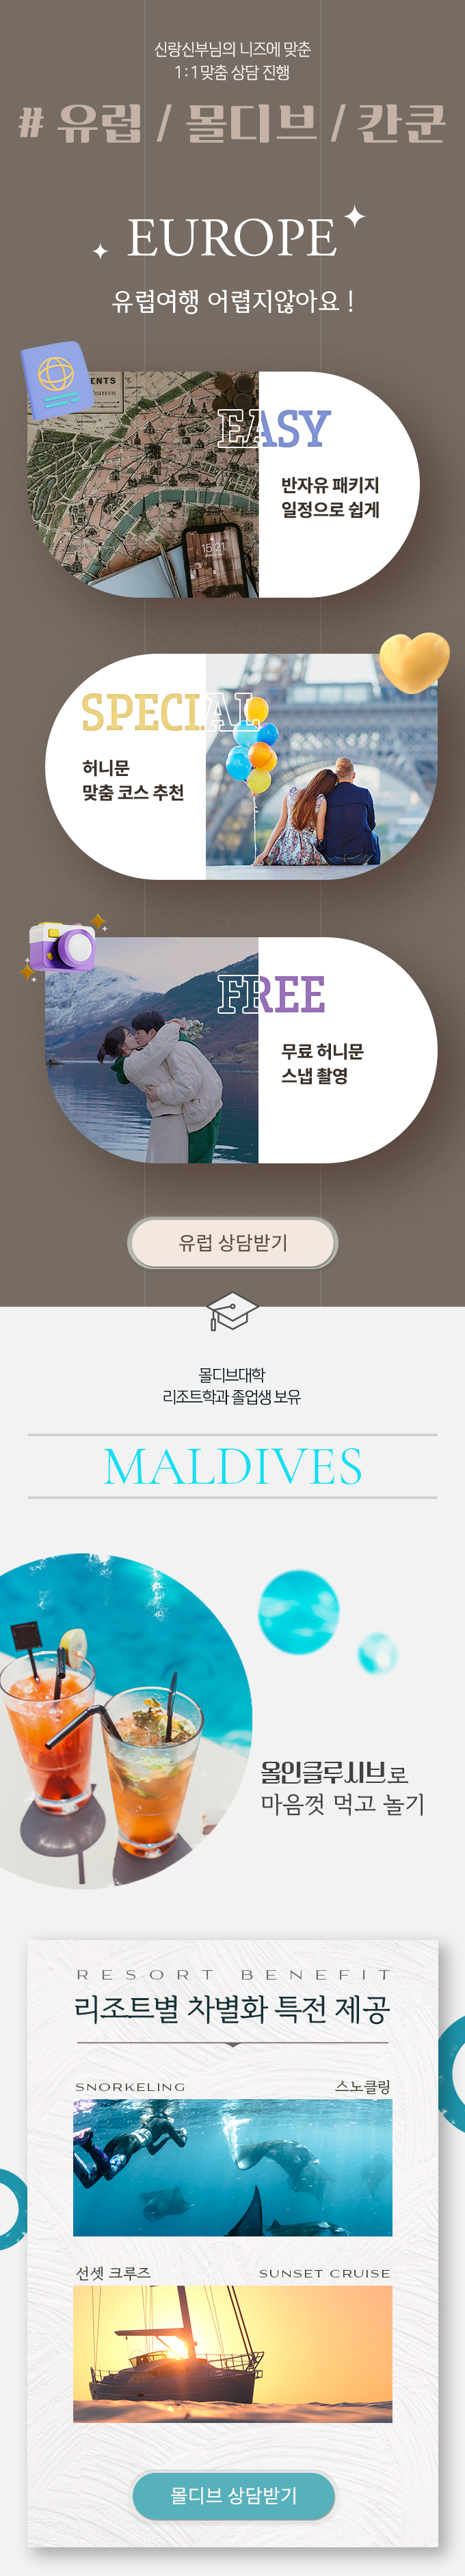 신랑신부님의 니즈에 맞춘
1:1맞춤 상담 진행
# 유럽 / 몰디브 / 칸쿤
EUROPE
유럽여행 어렵지않아요 !
ENTS
EASY
반자유 패키지
일정으로 쉽게
15:21
SPECIAL
허니문
맞춤 코스 추천
FREE
무료 허니문
스냅 촬영
유럽 상담받기
몰디브대학
리조트학과 졸업생 보유
MALDIVES
올인클루시브로
마음껏 먹고 놀기
RESORT BENEFIT
리조트별 차별화 특전 제공
SNORKELING 스노클링
선셋 크루즈 SUNSET CRUISE
몰디브 상담받기